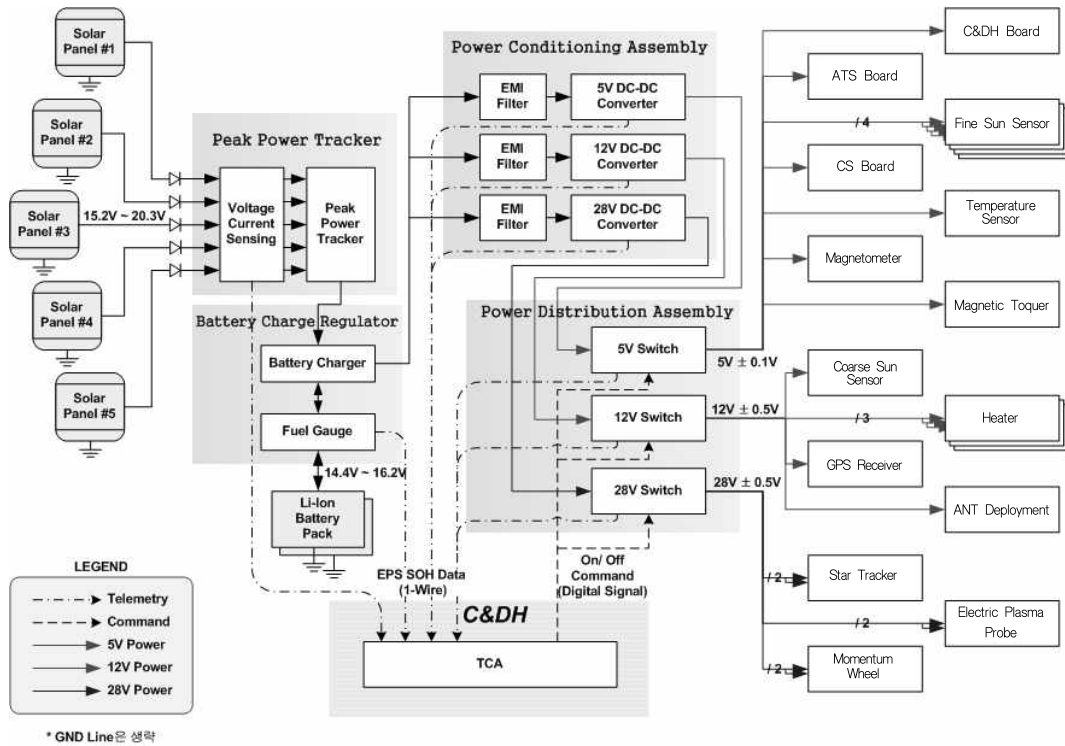 Solar
Panel #1
Solar
Panel #2
Solar
Panel #3
Solar
Panel #4
Solar
Panel #5
15.2V ~ 20.3V
Peak Power Tracker
Voltage
Current
Sensing
Peak
Power
Tracker
Battery Charge Regulator
Battery Charger
Fuel Gauge
14.4V ~ 16.2V
Li-Ion
Battery
Pack
Power Conditioning Assembly
EMI
Filter
5V DC-DC
Converter
EMI
Filter
12V DC-DC
Converter
EMI
Filter
28V DC-DC
Converter
Power Distribution Assembly
5V Switch
5V ± 0.1V
12V Switch
12V ± 0.5V
28V Switch
28V ± 0.5V
C&DH Board
ATS Board
/ 4
Fine Sun Sensor
CS Board
Temperature
Sensor
Magnetometer
Magnetic Toquer
Coarse Sun
Sensor
/ 3
Heater
GPS Receiver
ANT Deployment
/ 2
Star Tracker
/ 2
Electric Plasma
Probe
/ 2
Momentum
Wheel
EPS SOH Data
(1-Wire)
On/ Off
Command
(Digital Signal)
C&DH
TCA
LEGEND
Telemetry
Command
5V Power
12V Power
28V Power
* GND Line은 생략